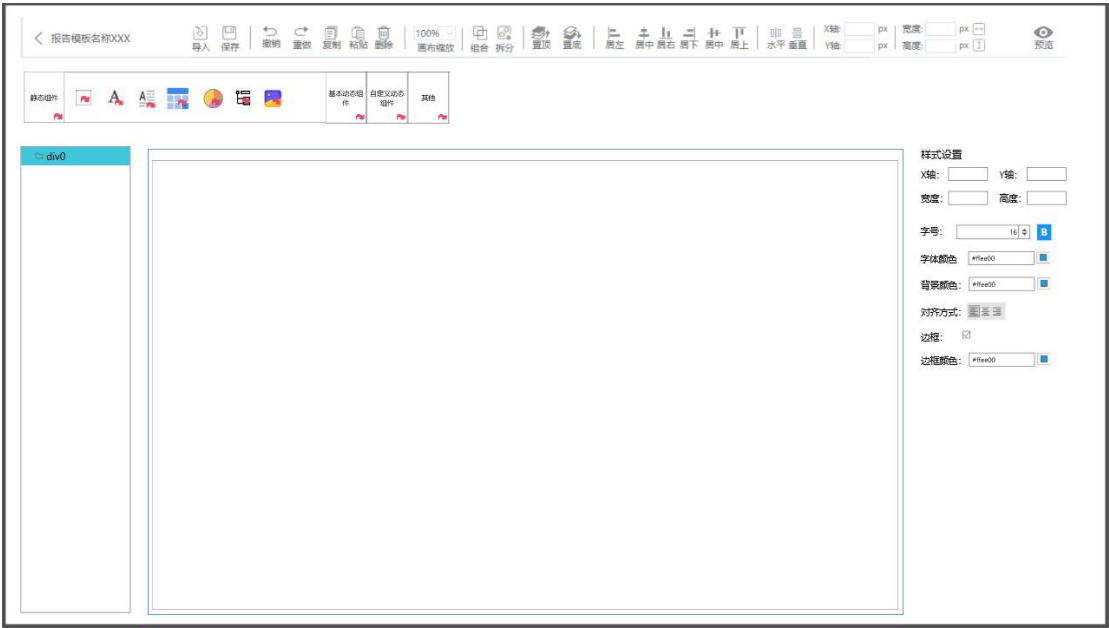 报告模板名称XXX
导入 保存 撤销 重做 复制 粘贴 删除 100% 画布缩放 组合 拆分 置顶 置底 居左 居中 居右 居下 居中 居上 水平 垂直
X轴: px 宽度: px
Y轴: px 高度: px
预览
静态组件
A
A
基本动态组
件
自定义动态
组件
其他
div0
样式设置
X轴: Y轴:
宽度: 高度:
字号: 16 B
字体颜色 #ffee00
背景颜色: #ffee00
对齐方式:
边框:
边框颜色: #ffee00